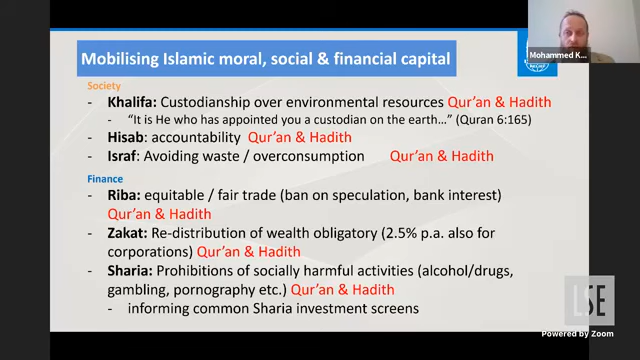 Mobilising Islamic moral, social & financial capital
Mohammed K...
Society
- Khalifa: Custodianship over environmental resources Qur'an & Hadith
- "It is He who has appointed you a custodian on the earth…" (Quran 6:165)
- Hisab: accountability Qur'an & Hadith
- Israf: Avoiding waste / overconsumption Qur'an & Hadith
Finance
- Riba: equitable / fair trade (ban on speculation, bank interest)
Qur'an & Hadith
- Zakat: Re-distribution of wealth obligatory (2.5% p.a. also for
corporations) Qur'an & Hadith
- Sharia: Prohibitions of socially harmful activities (alcohol/drugs,
gambling, pornography etc.) Qur'an & Hadith
- informing common Sharia investment screens
LSE
Powered by Zoom